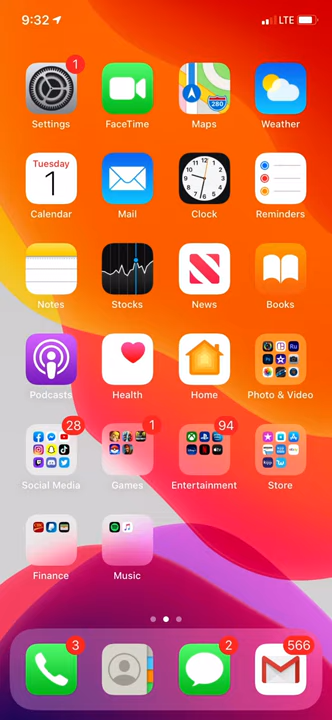 9:32 LTE
1
Settings FaceTime Maps Weather
280
Tuesday
1
Calendar Mail Clock Reminders
Notes Stocks News Books
Podcasts Health Home Photo & Video
28 1 94
Social Media Games Entertainment Store
Finance Music
3 2 566